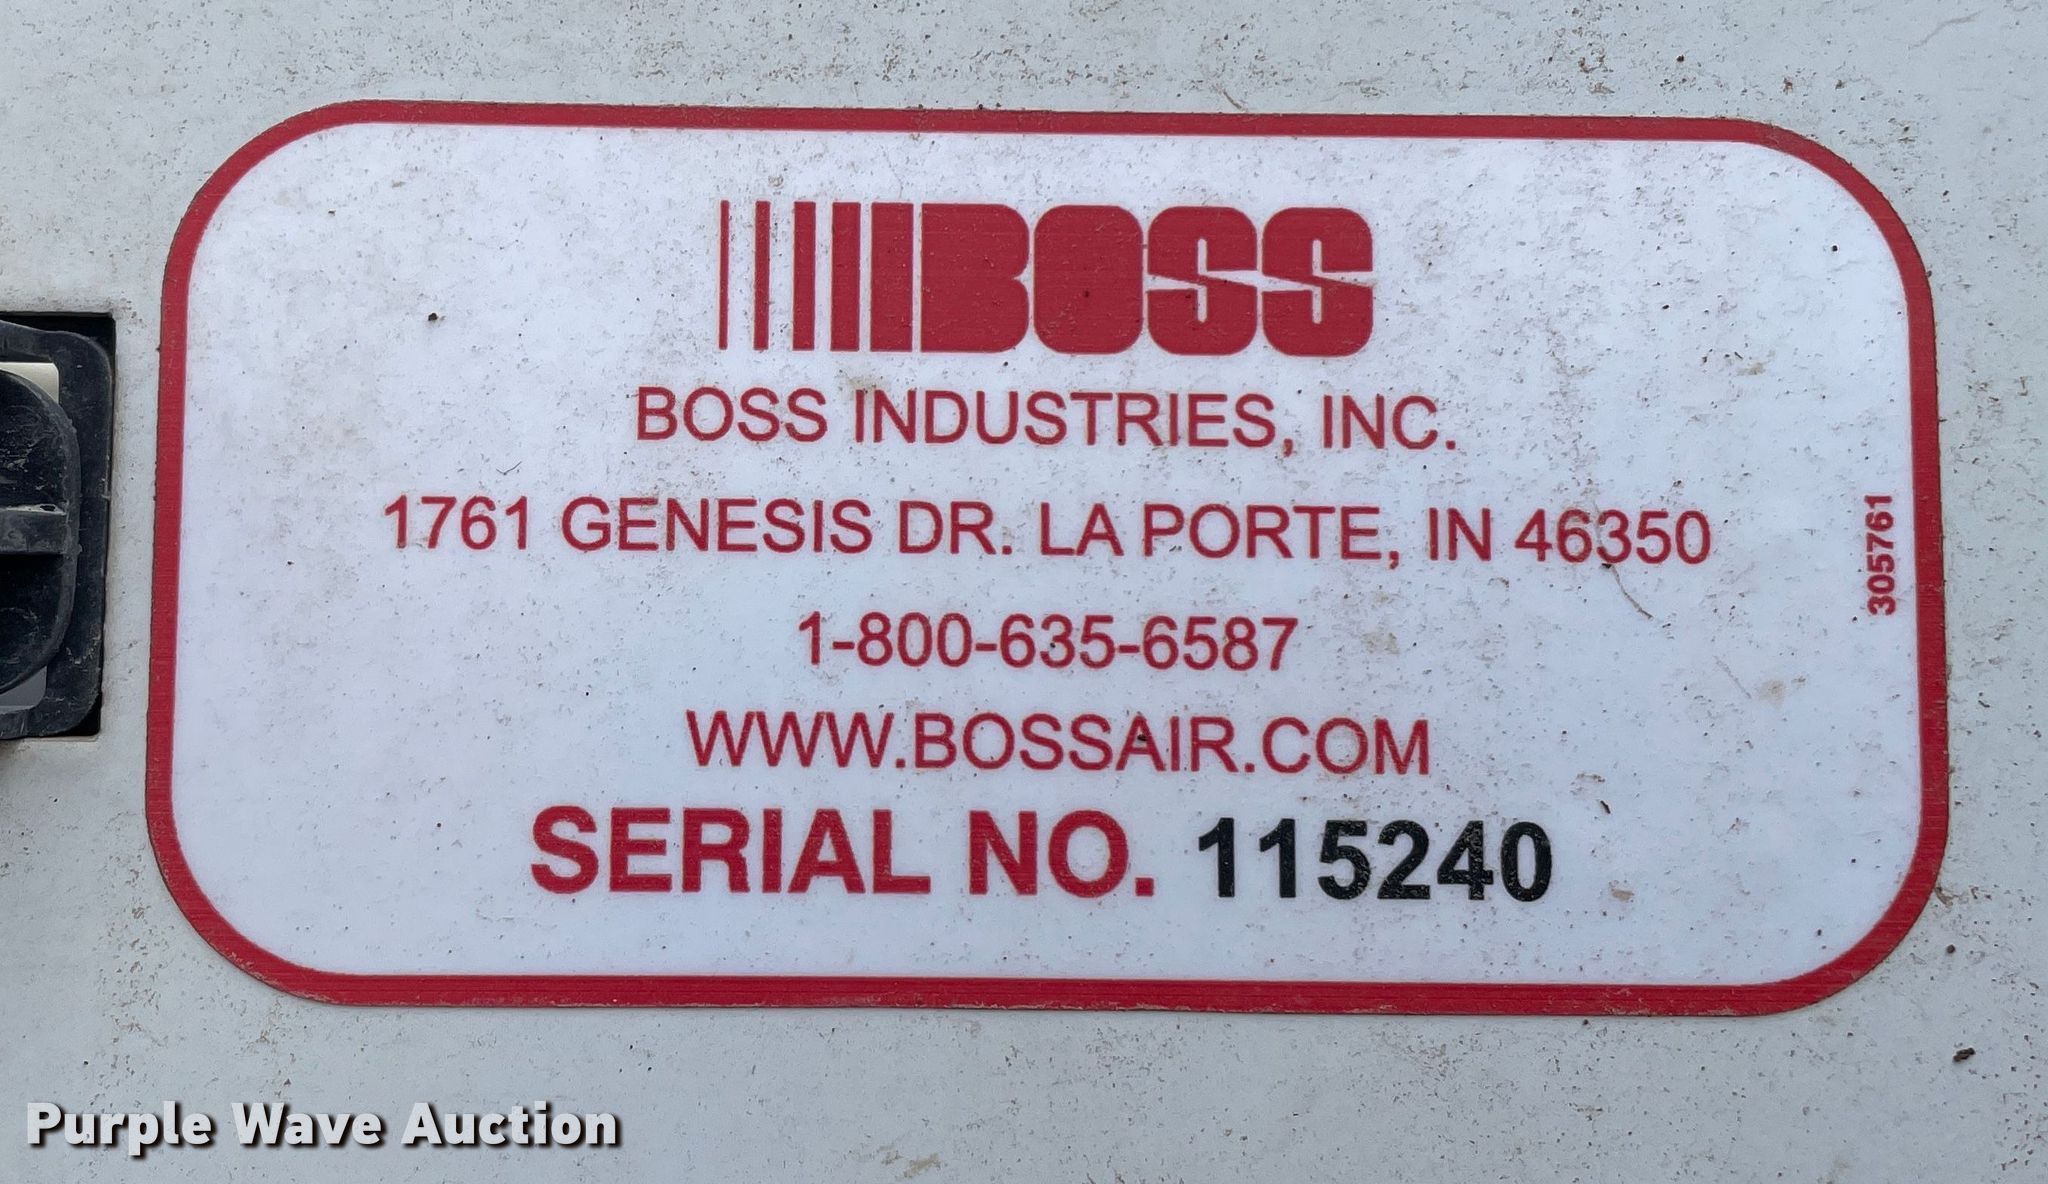 BOSS
BOSS INDUSTRIES, INC.
1761 GENESIS DR. LA PORTE, IN 46350
1-800-635-6587
WWW.BOSSAIR.COM
SERIAL NO. 115240
305761
Purple Wave Auction